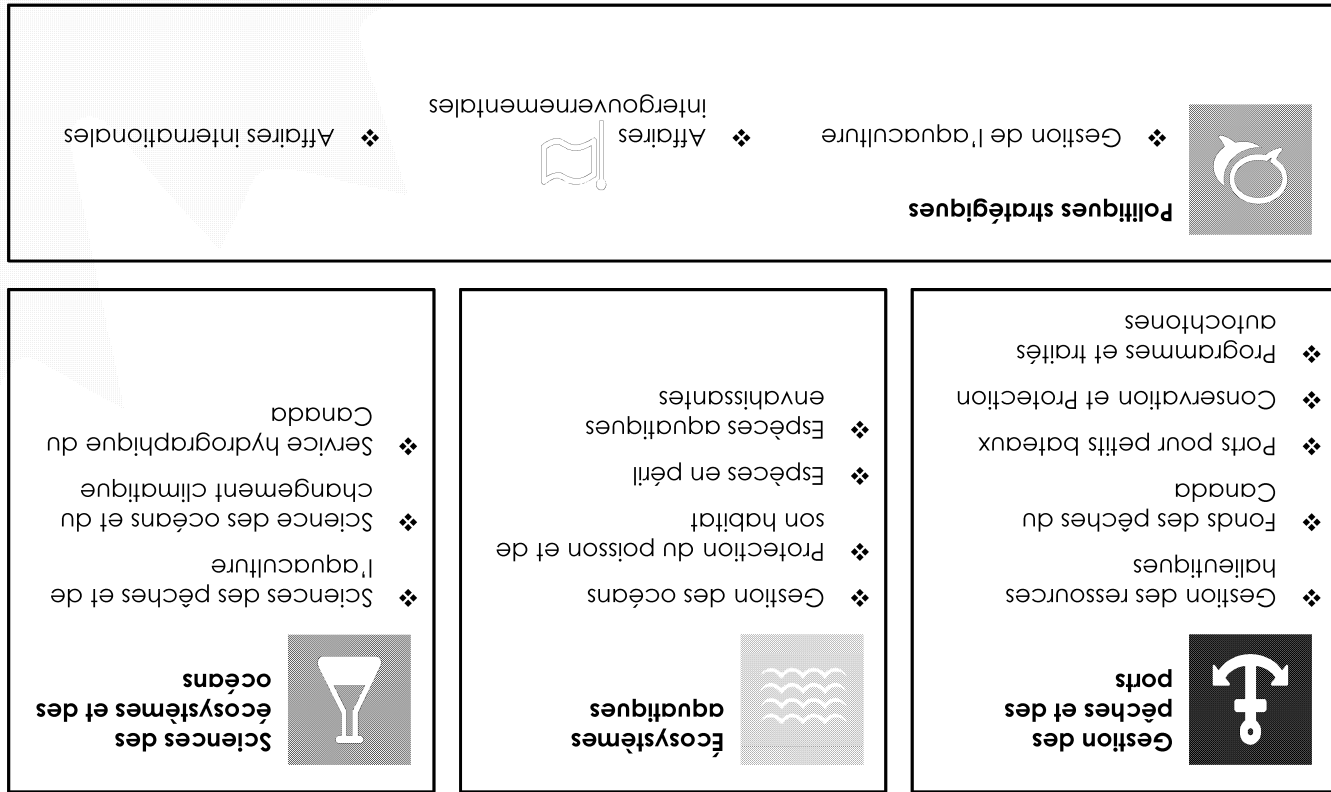 Gestion des
pêches et des
ports
❖ Gestion des ressources
halieutiques
❖ Fonds des pêches du
Canada
❖ Ports pour petits bateaux
❖ Conservation et Protection
❖ Programmes et traités
autochtones
Écosystèmes
aquatiques
❖ Gestion des océans
❖ Protection du poisson et de
son habitat
❖ Espèces en péril
❖ Espèces aquatiques
envahissantes
Sciences des
écosystèmes et des
océans
❖ Sciences des pêches et de
l'aquaculture
❖ Science des océans et du
changement climatique
❖ Service hydrographique du
Canada
Politiques stratégiques
❖ Gestion de l'aquaculture
❖ Affaires
intergouvernementales
❖ Affaires internationales